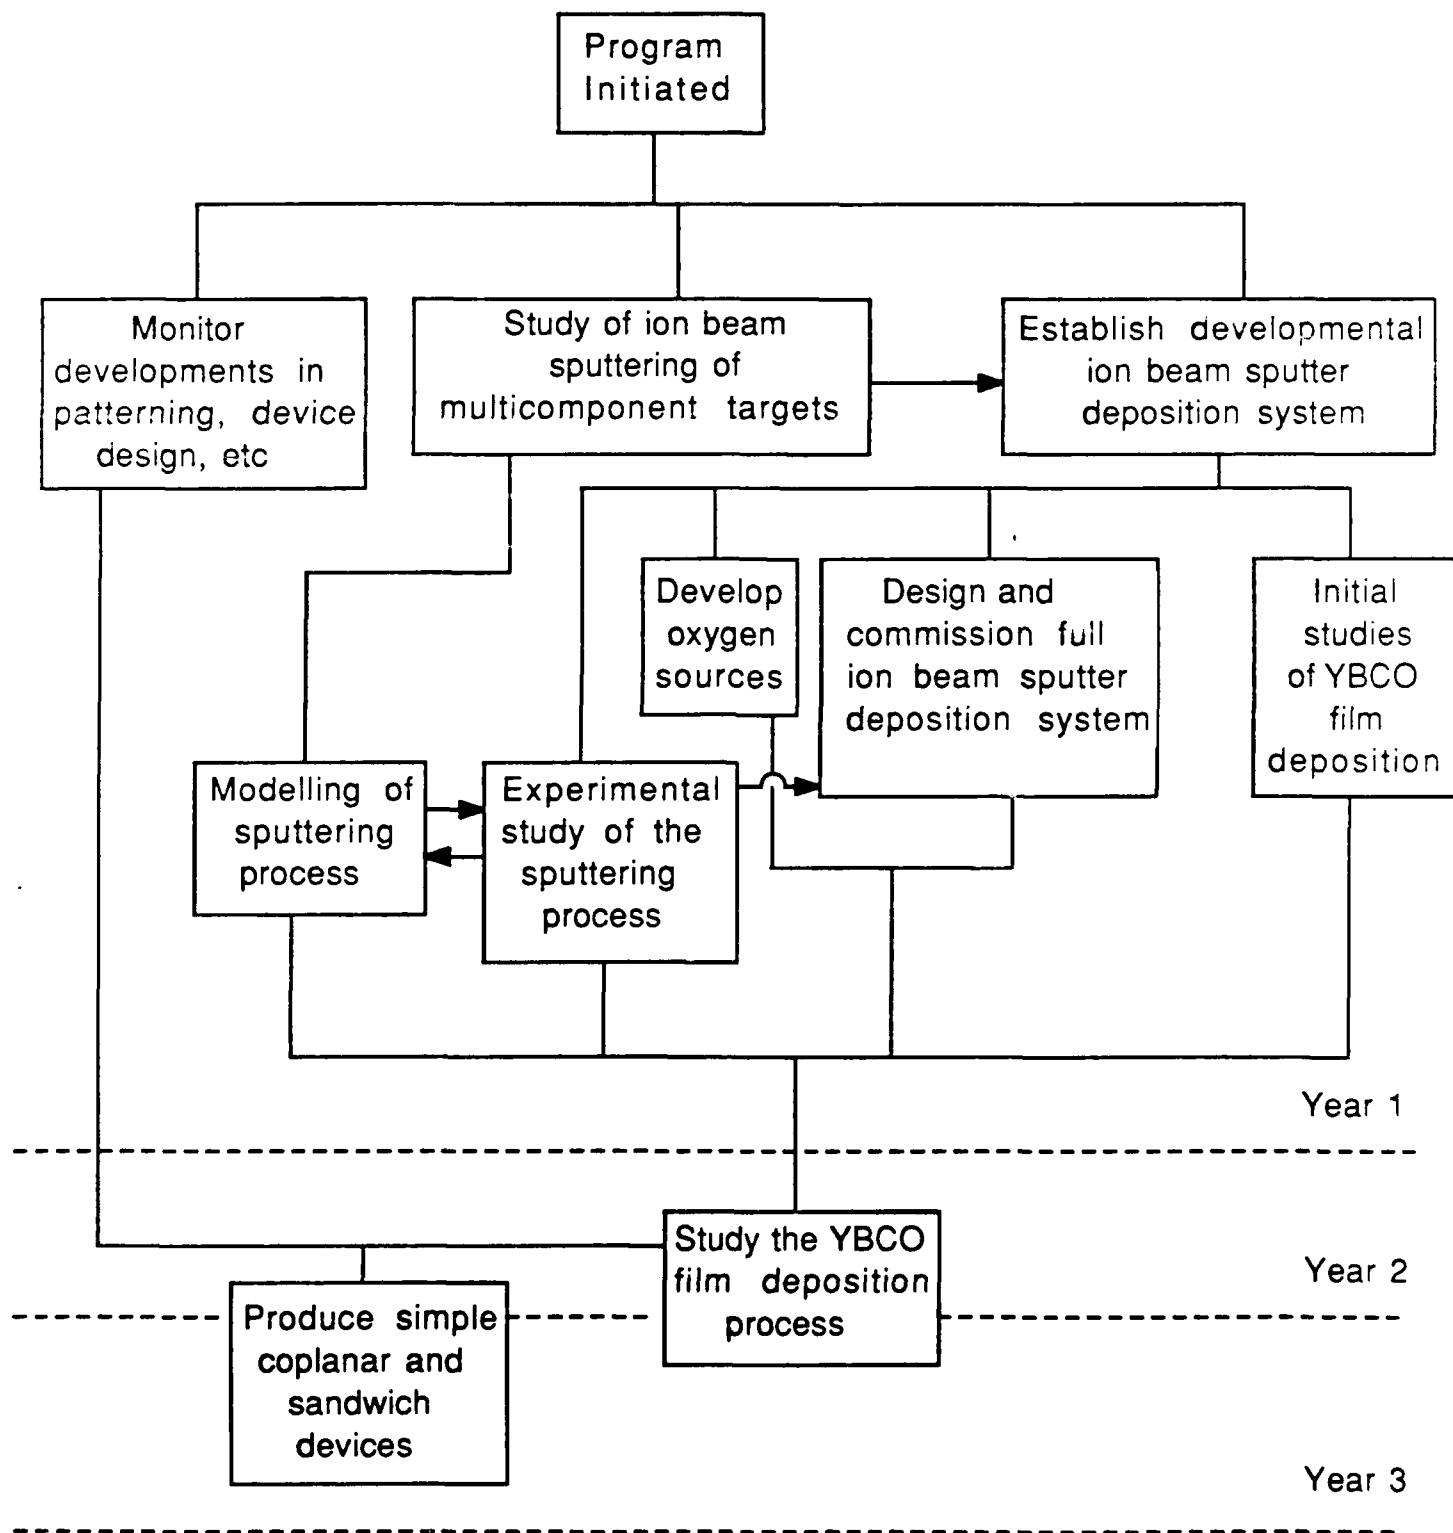 Program
Initiated
Monitor
developments in
patterning, device
design, etc
Study of ion beam
sputtering of
multicomponent targets
Establish developmental
ion beam sputter
deposition system
Develop
oxygen
sources
Design and
commission full
ion beam sputter
deposition system
Initial
studies
of YBCO
film
deposition
Modelling of
sputtering
process
Experimental
study of the
sputtering
process
Year 1
Study the YBCO
film deposition
process
Year 2
Produce simple
coplanar and
sandwich
devices
Year 3